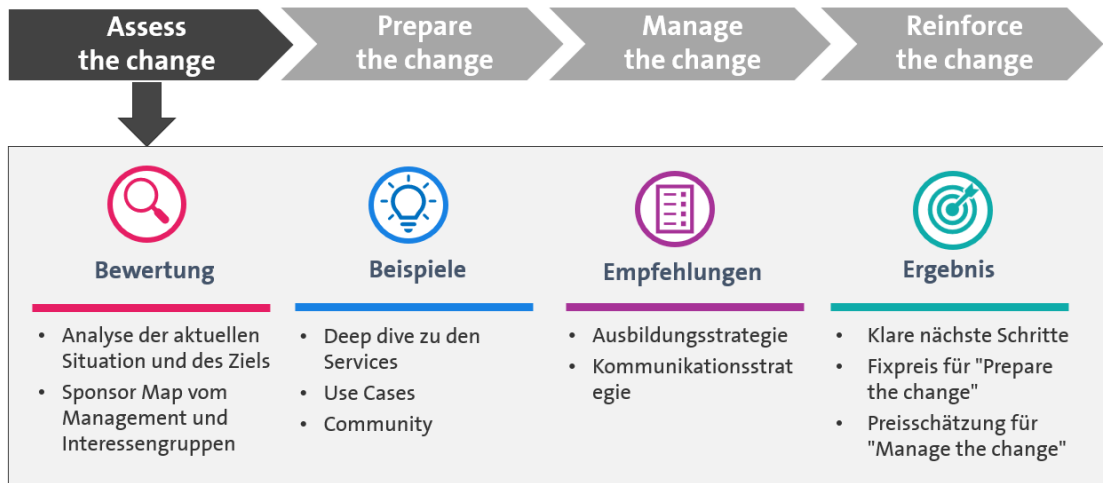 Assess
the change
Prepare
the change
Manage
the change
Reinforce
the change
Bewertung
• Analyse der aktuellen
Situation und des Ziels
• Sponsor Map vom
Management und
Interessengruppen
Beispiele
• Deep dive zu den
Services
• Use Cases
• Community
Empfehlungen
• Ausbildungsstrategie
• Kommunikationsstrat
egie
Ergebnis
• Klare nächste Schritte
• Fixpreis für "Prepare
the change"
• Preisschätzung für
"Manage the change"